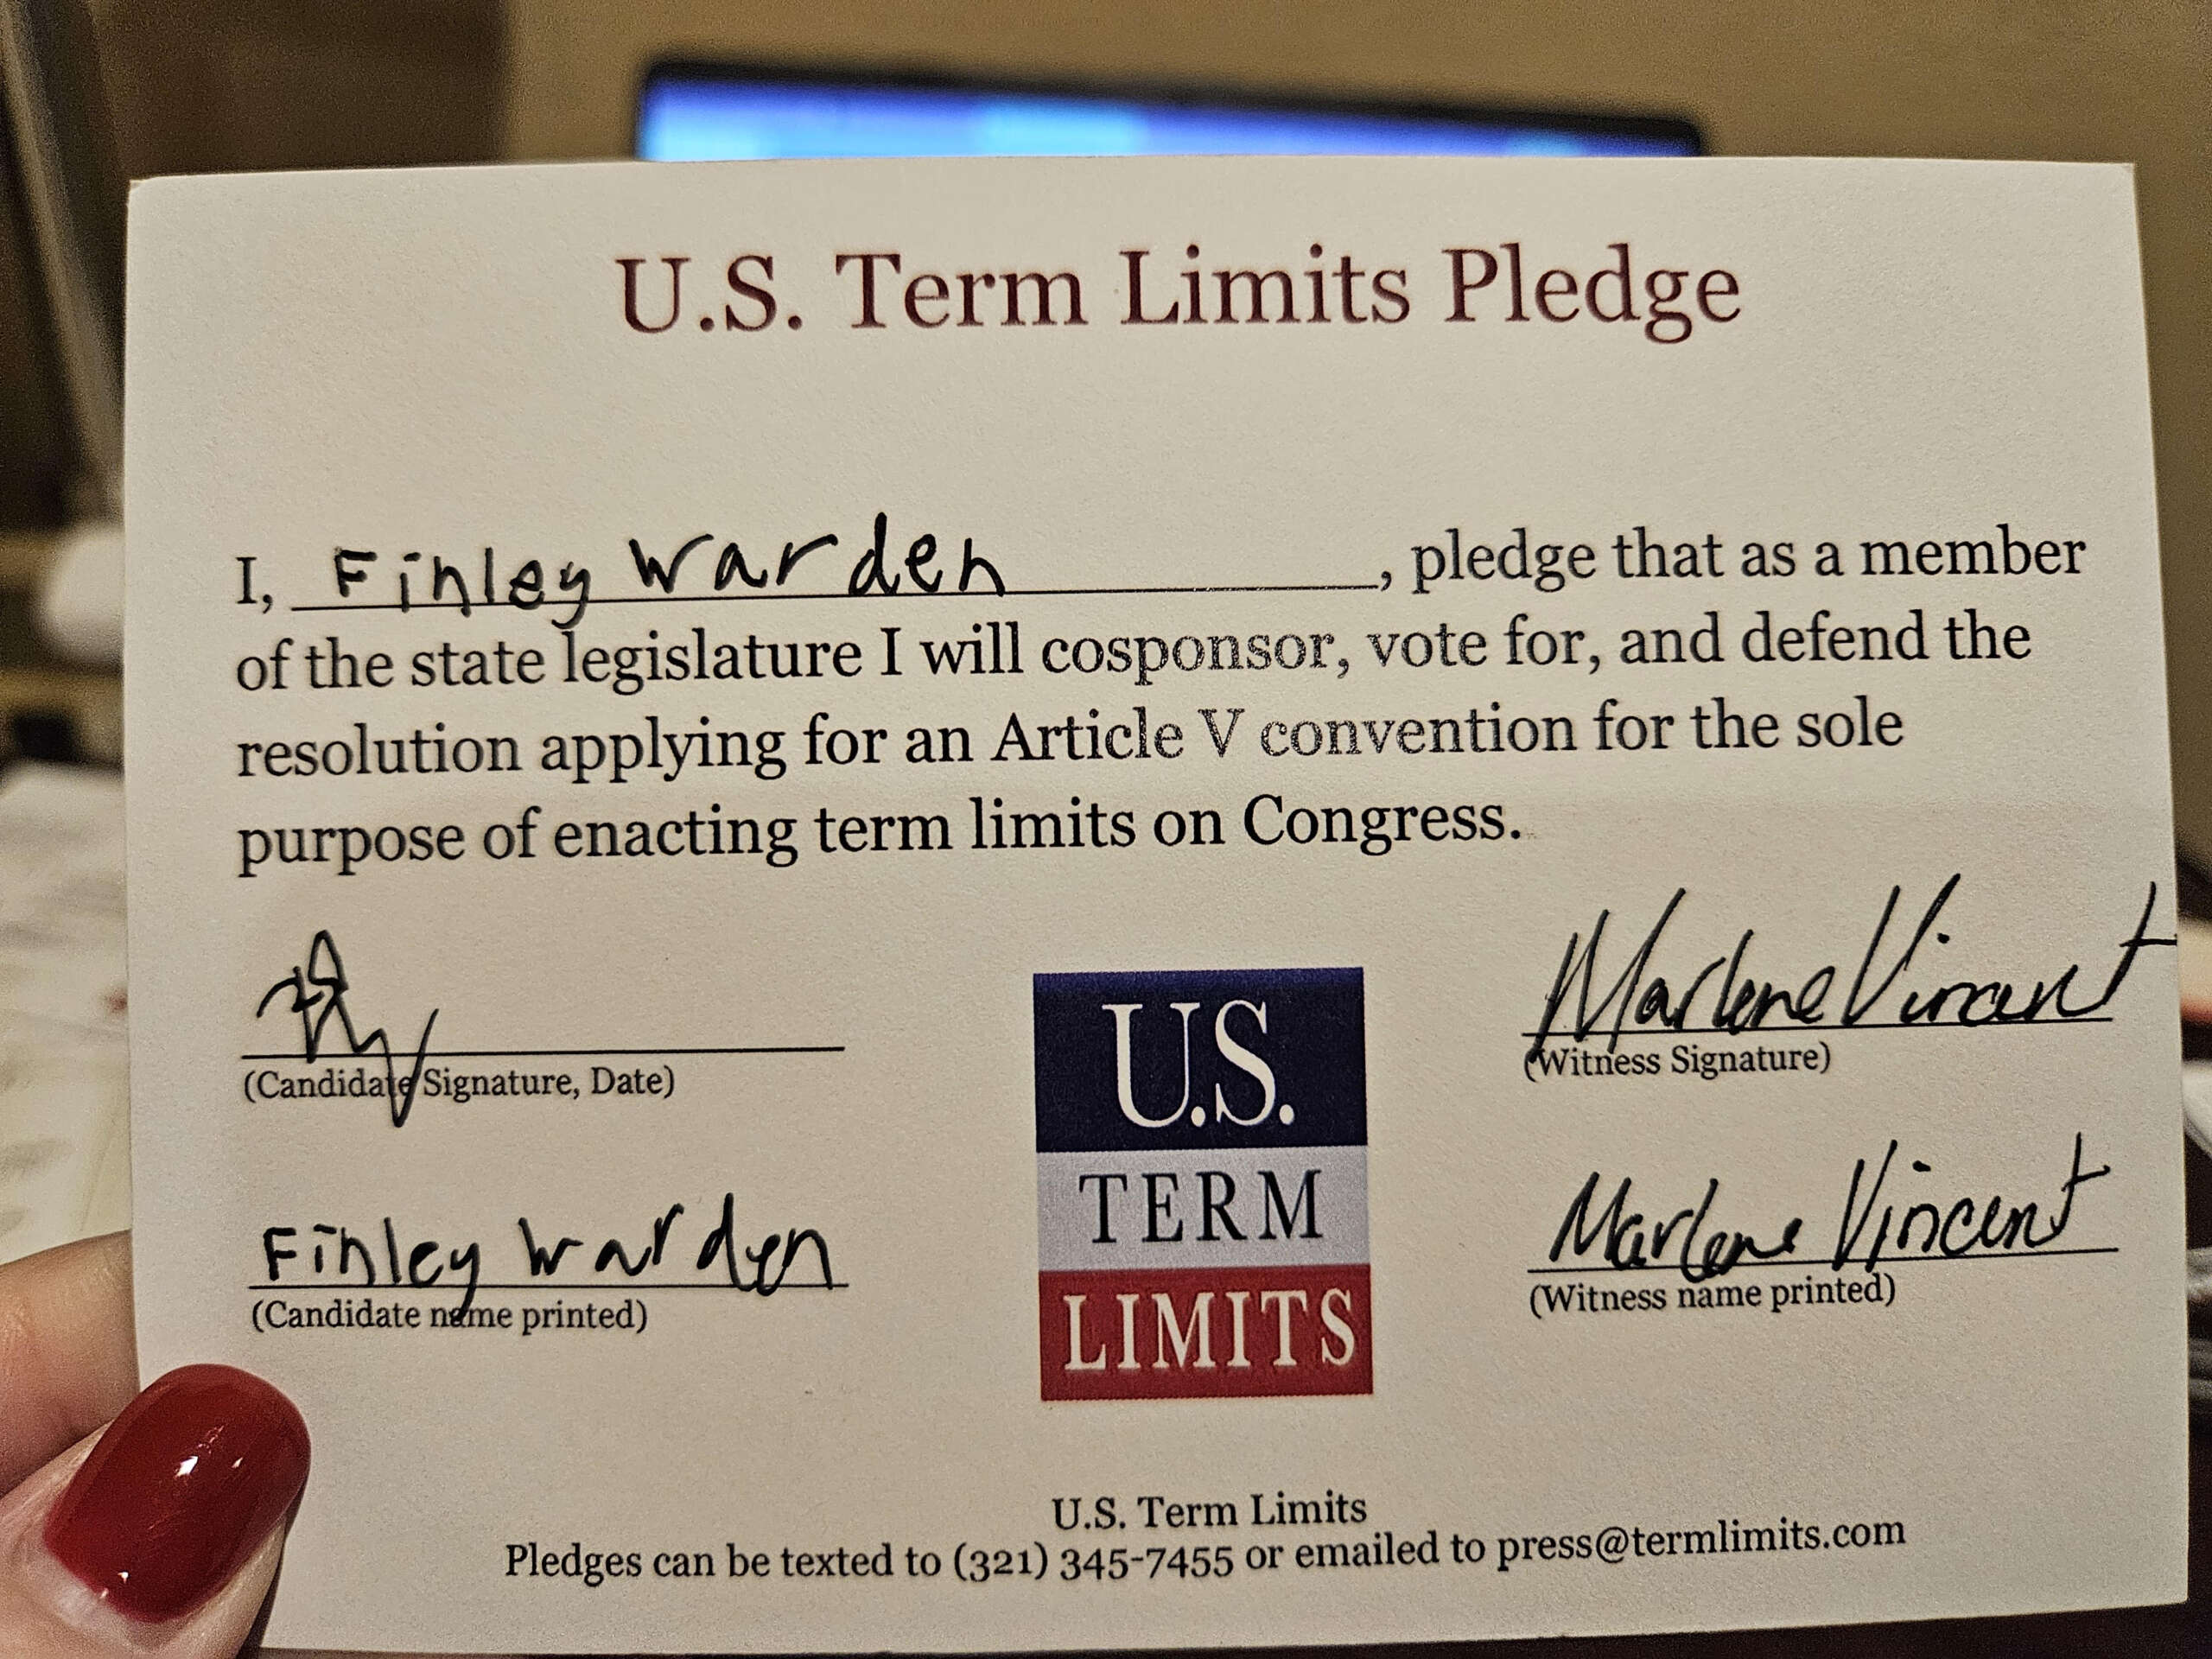 U.S. Term Limits Pledge
I, Finley Warden, pledge that as a member
of the state legislature I will cosponsor, vote for, and defend the
resolution applying for an Article V convention for the sole
purpose of enacting term limits on Congress.
(Candidate Signature, Date)
Finley Warden
(Candidate name printed)
U.S.
TERM
LIMITS
Marlene Vincent
(Witness Signature)
Marlene Vincent
(Witness name printed)
U.S. Term Limits
Pledges can be texted to (321) 345-7455 or emailed to press@termlimits.com